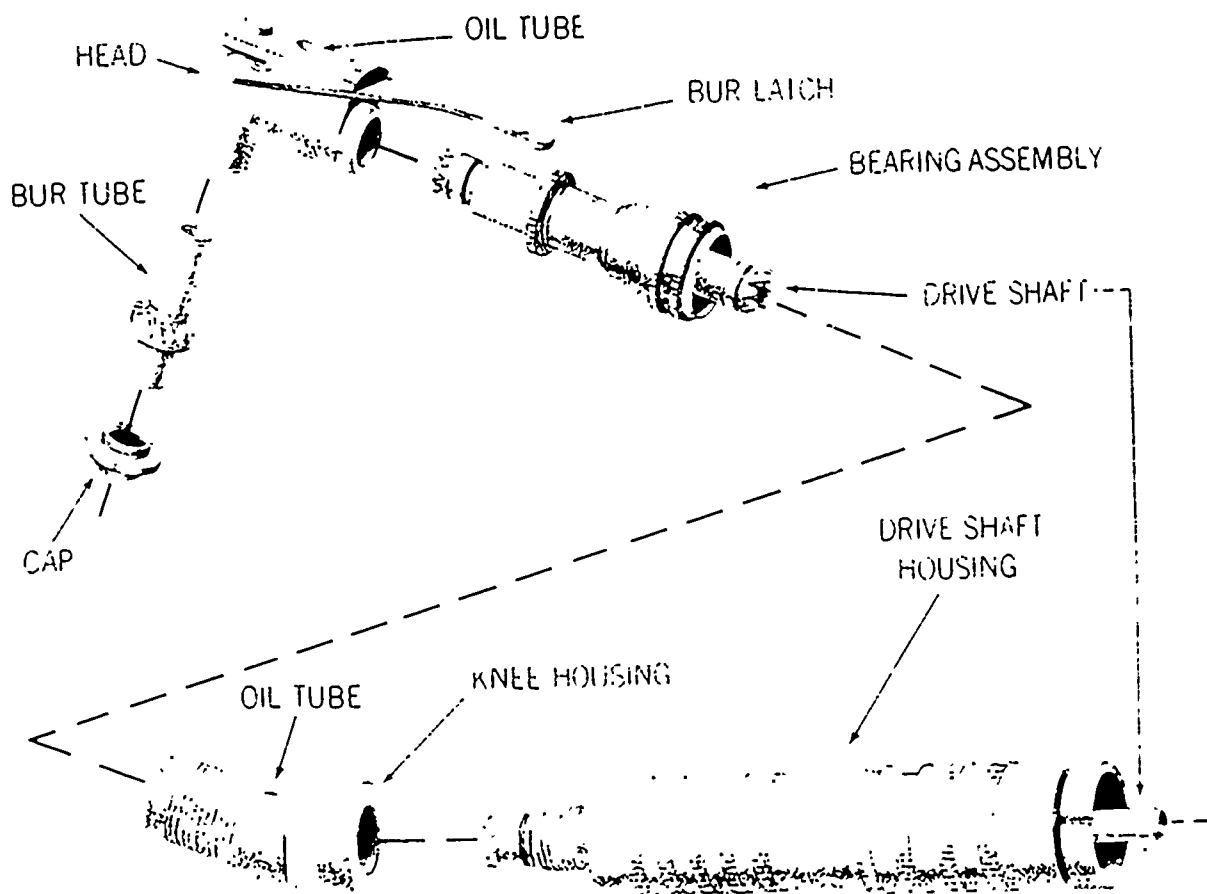 OIL TUBE
HEAD
BUR LATCH
BEARING ASSEMBLY
BUR TUBE
DRIVE SHAFT
CAP
DRIVE SHAFT
HOUSING
KNEE HOUSING
OIL TUBE